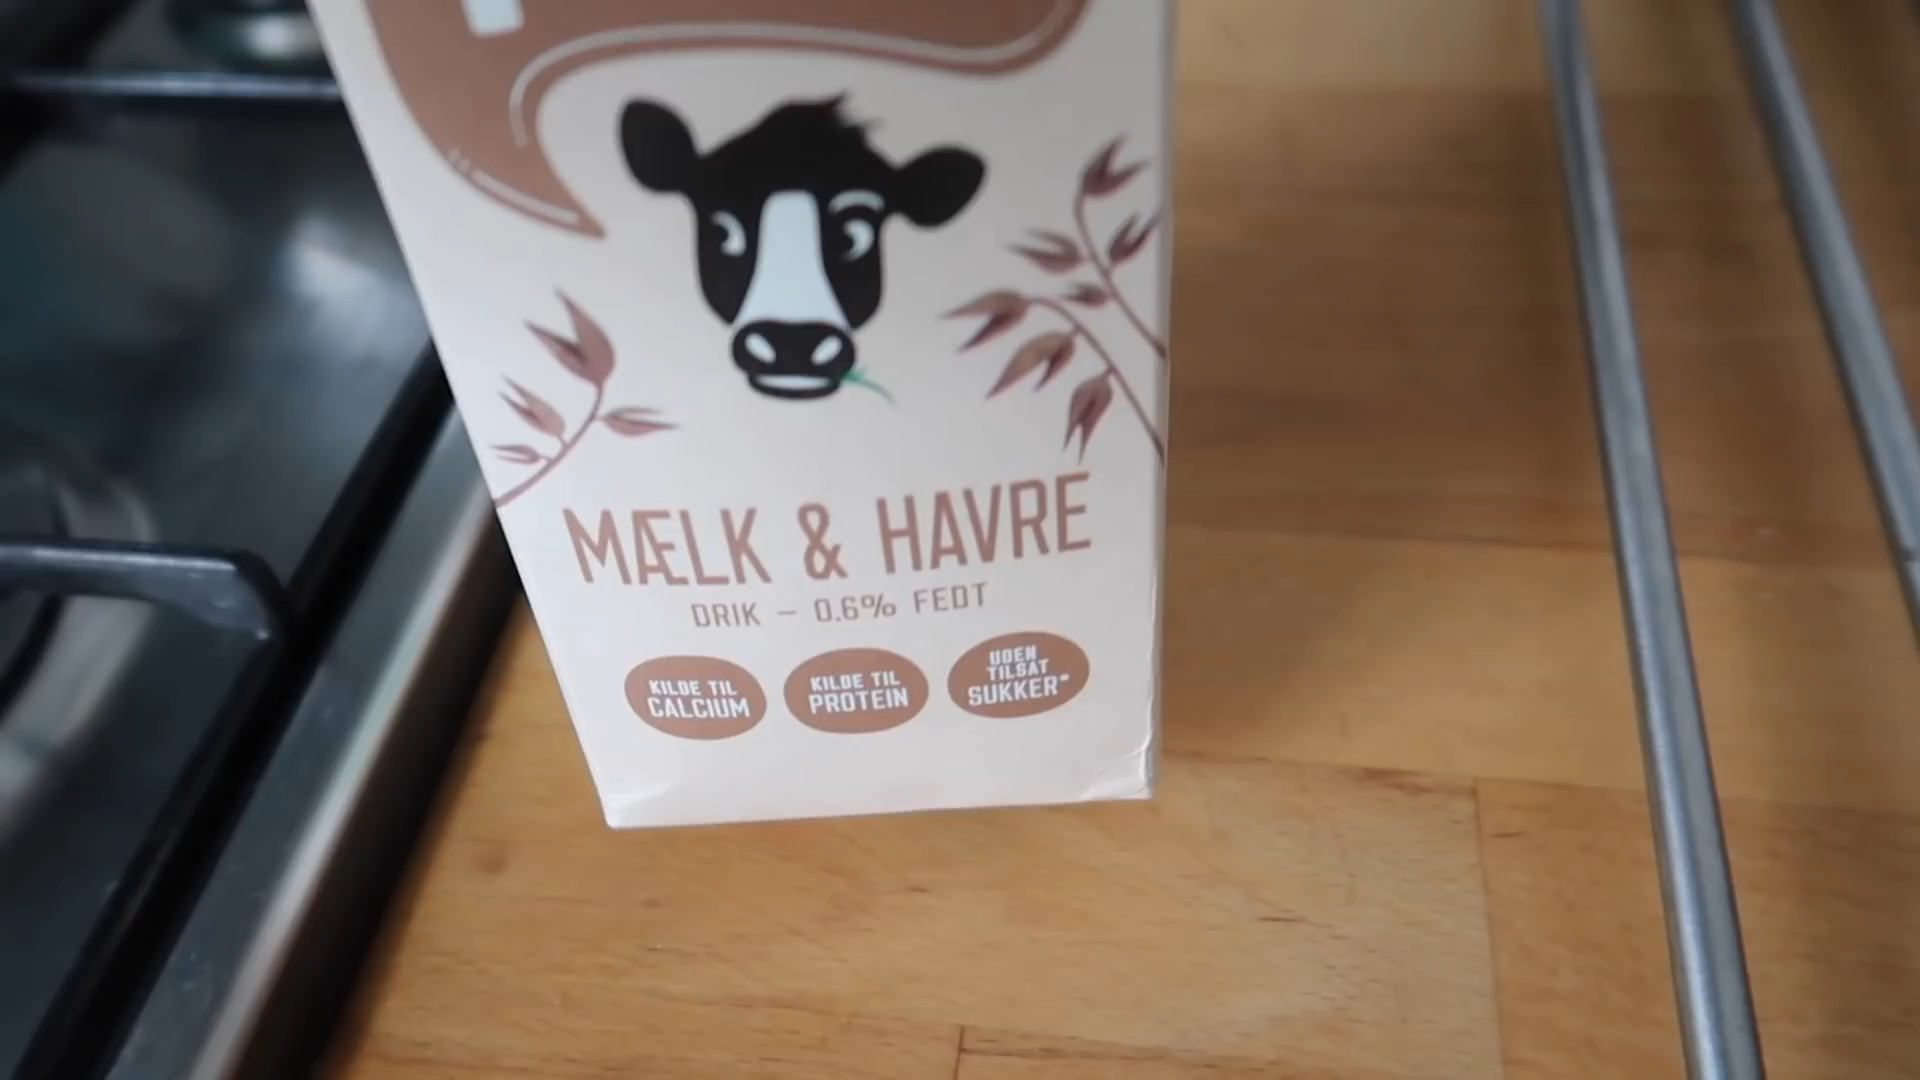 MÆLK & HAVRE
DRIK – 0.6% FEDT
KILDE TIL
CALCIUM
KILDE TIL
PROTEIN
UDEN
TILSAT
SUKKER*